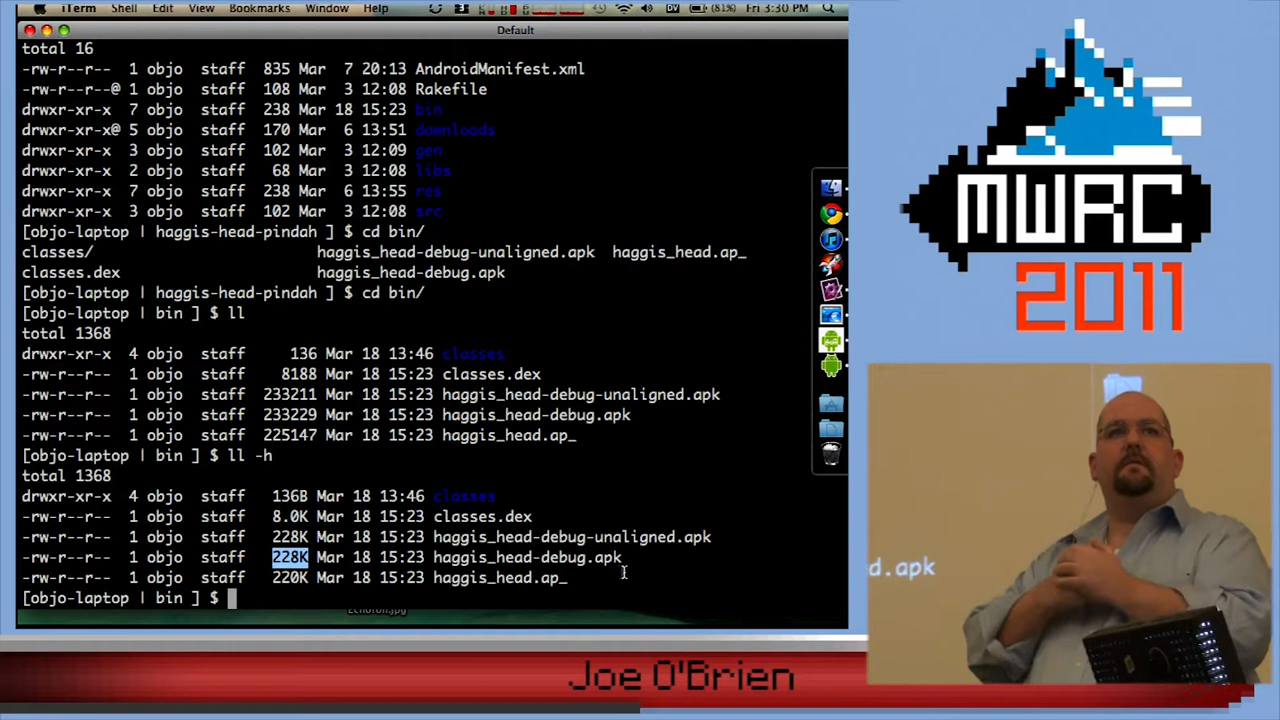 iTerm Shell Edit View Bookmarks Window Help 3 DV (81%) Fri 3:30 PM
Default
total 16
-rw-r--r-- 1 objo staff 835 Mar 7 20:13 AndroidManifest.xml
-rw-r--r--@ 1 objo staff 108 Mar 3 12:08 Rakefile
drwxr-xr-x 7 objo staff 238 Mar 18 15:23 bin
drwxr-xr-x@ 5 objo staff 170 Mar 6 13:51 downloads
drwxr-xr-x 3 objo staff 102 Mar 3 12:09 gen
drwxr-xr-x 2 objo staff 68 Mar 3 12:08 libs
drwxr-xr-x 7 objo staff 238 Mar 6 13:55 res
drwxr-xr-x 3 objo staff 102 Mar 3 12:08 src
[objo-laptop | haggis-head-pindah ] $ cd bin/
classes/ haggis_head-debug-unaligned.apk haggis_head.ap_
classes.dex haggis_head-debug.apk
[objo-laptop | haggis-head-pindah ] $ cd bin/
[objo-laptop | bin ] $ ll
total 1368
drwxr-xr-x 4 objo staff 136 Mar 18 13:46 classes
-rw-r--r-- 1 objo staff 8188 Mar 18 15:23 classes.dex
-rw-r--r-- 1 objo staff 233211 Mar 18 15:23 haggis_head-debug-unaligned.apk
-rw-r--r-- 1 objo staff 233229 Mar 18 15:23 haggis_head-debug.apk
-rw-r--r-- 1 objo staff 225147 Mar 18 15:23 haggis_head.ap_
[objo-laptop | bin ] $ ll -h
total 1368
drwxr-xr-x 4 objo staff 136B Mar 18 13:46 classes
-rw-r--r-- 1 objo staff 8.0K Mar 18 15:23 classes.dex
-rw-r--r-- 1 objo staff 228K Mar 18 15:23 haggis_head-debug-unaligned.apk
-rw-r--r-- 1 objo staff 228K Mar 18 15:23 haggis_head-debug.apk
-rw-r--r-- 1 objo staff 220K Mar 18 15:23 haggis_head.ap_
[objo-laptop | bin ] $
Echofon.jpg
MWRC
2011
d.apk
Joe O'Brien